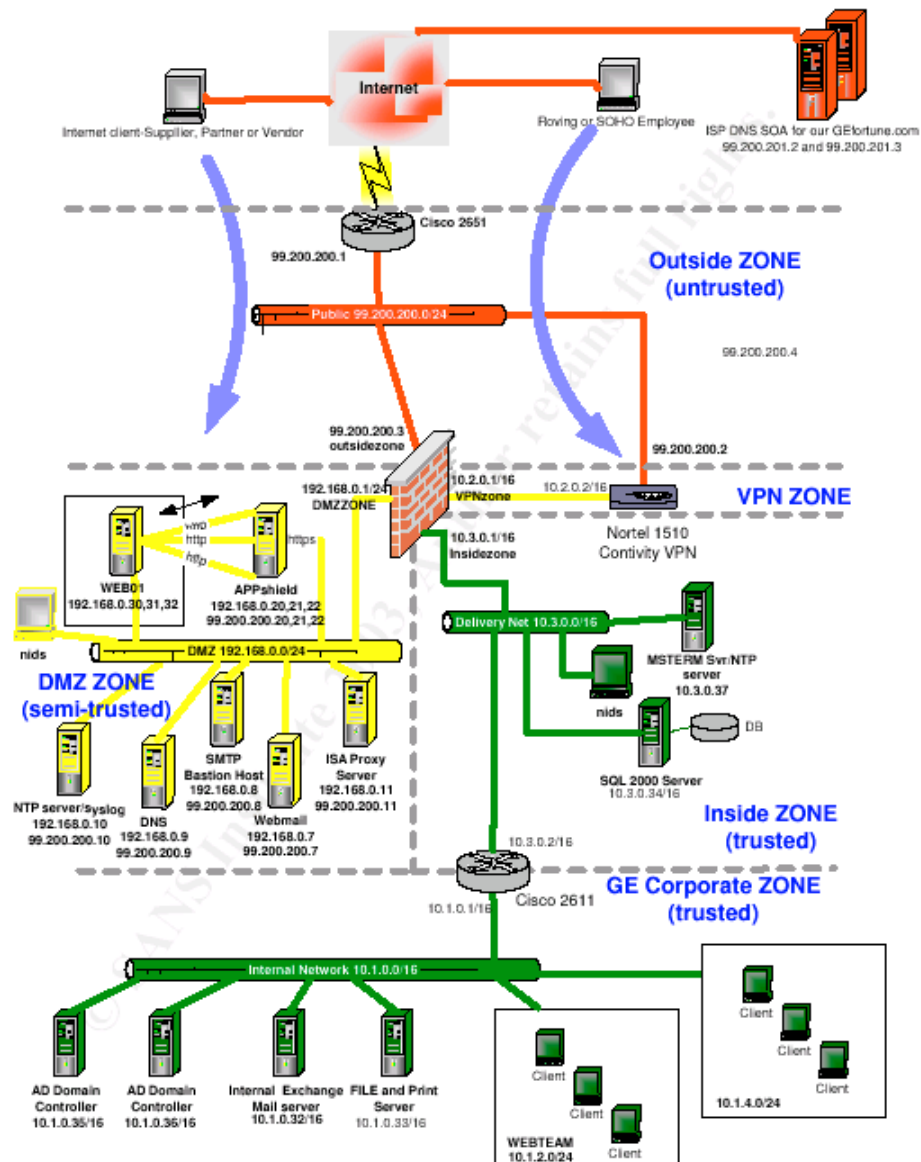 Internet
Internet client-Supplier, Partner or Vendor
Roving or SOHO Employee
ISP DNS SOA for our GEfortune.com
99.200.201.2 and 99.200.201.3
Cisco 2651
99.200.200.1
Outside ZONE
(untrusted)
Public 99.200.200.0/24
99.200.200.4
99.200.200.3
outsidezone
99.200.200.2
192.168.0.1/24
DMZZONE
10.2.0.1/16
VPNzone
10.2.0.2/16
VPN ZONE
10.3.0.1/16
Insidezone
Nortel 1510
Contivity VPN
http
http
https
WEB01
192.168.0.30,31,32
APPshield
192.168.0.20,21,22
99.200.200.20,21,22
nids
DMZ 192.168.0.0/24
DMZ ZONE
(semi-trusted)
Delivery Net 10.3.0.0/16
MSTERM Svr/NTP
server
10.3.0.37
nids
DB
SQL 2000 Server
10.3.0.34/16
NTP server/syslog
192.168.0.10
99.200.200.10
DNS
192.168.0.9
99.200.200.9
SMTP
Bastion Host
192.168.0.8
99.200.200.8
Webmail
192.168.0.7
99.200.200.7
ISA Proxy
Server
192.168.0.11
99.200.200.11
Inside ZONE
(trusted)
10.3.0.2/16
Cisco 2611
10.1.0.1/16
GE Corporate ZONE
(trusted)
Internal Network 10.1.0.0/16
AD Domain
Controller
10.1.0.35/16
AD Domain
Controller
10.1.0.36/16
Internal Exchange
Mail server
10.1.0.32/16
FILE and Print
Server
10.1.0.33/16
Client
Client
Client
WEBTEAM
10.1.2.0/24
Client
Client
Client
10.1.4.0/24
© SANS Institute 2003, Author retains full rights.